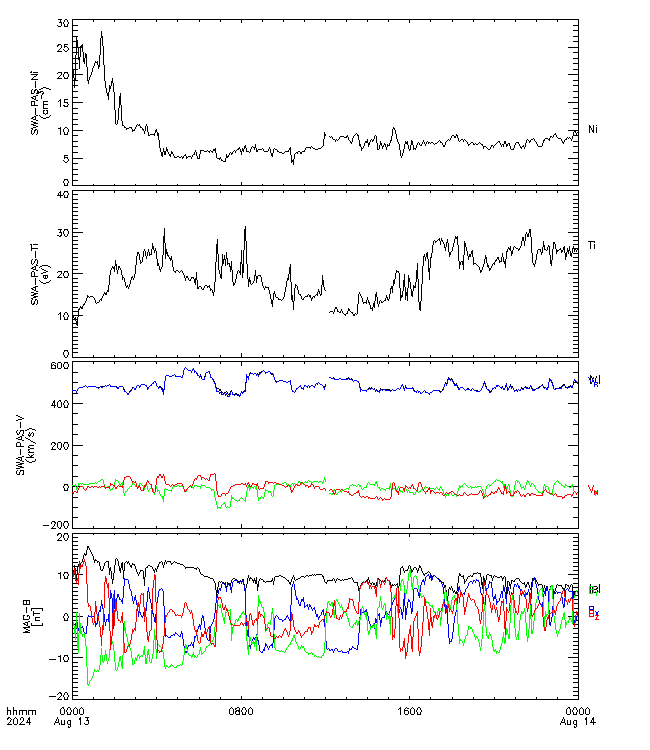 30
25
20
15
10
5
0
SWA-PAS-Ni
(cm⁻³)
Ni
40
30
20
10
0
SWA-PAS-Ti
(eV)
Ti
600
400
200
0
-200
SWA-PAS-V
(km/s)
20
10
0
-10
-20
MAG-B
[nT]
hhmm
2024
0000
Aug 13
0800
1600
0000
Aug 14